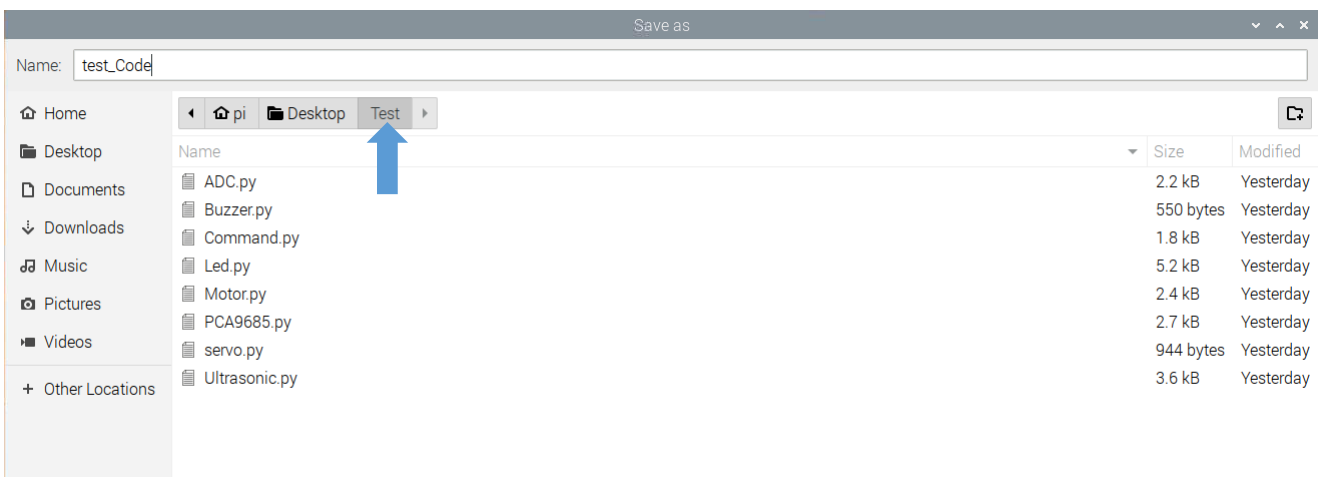 Save as
Name: test_Code
Home
Desktop
Documents
Downloads
Music
Pictures
Videos
+ Other Locations
pi Desktop Test
Name Size Modified
ADC.py 2.2 kB Yesterday
Buzzer.py 550 bytes Yesterday
Command.py 1.8 kB Yesterday
Led.py 5.2 kB Yesterday
Motor.py 2.4 kB Yesterday
PCA9685.py 2.7 kB Yesterday
servo.py 944 bytes Yesterday
Ultrasonic.py 3.6 kB Yesterday